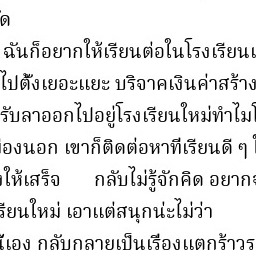 ฉันก็อยากให้เรียนต่อในโรงเรียน
ไปตั้งเยอะแยะ บริจาคเงินค่าสร้าง
รับลาออกไปอยู่โรงเรียนใหม่ทำไม
มืองนอก เขาก็ติดต่อหาที่เรียนดี ๆ
ให้เสร็จ กลับไม่รู้จักคิด อยาก
รียนใหม่ เอาแต่สนุกน่ะไม่ว่า
เอง กลับกลายเป็นเรื่องแตกร้าว